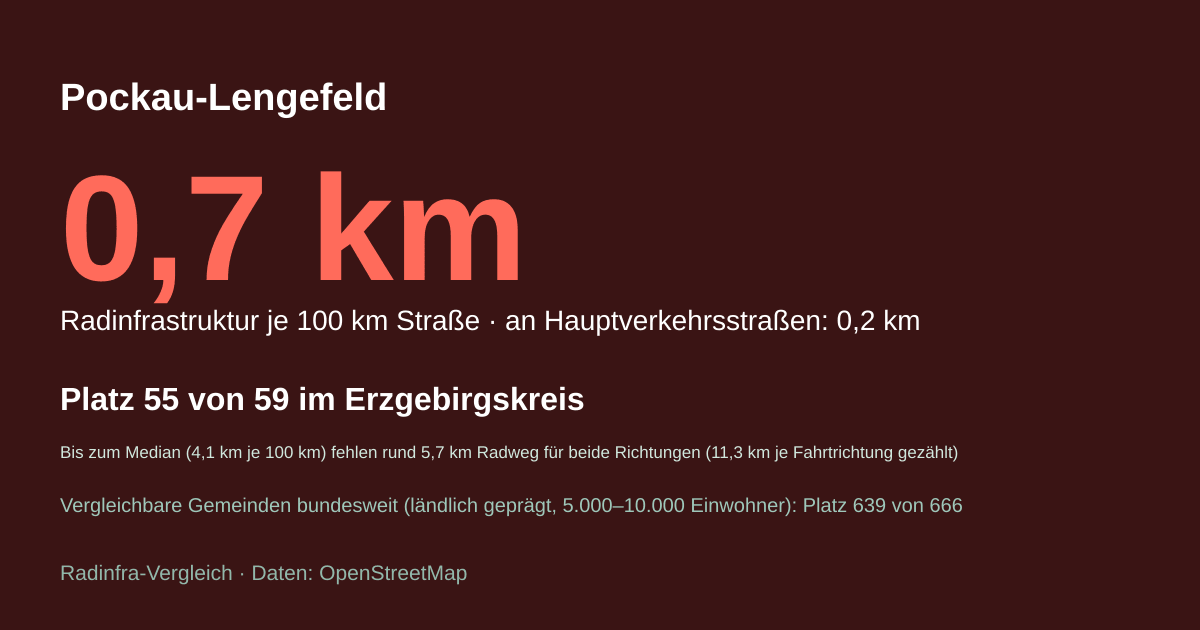 Pockau-Lengefeld
0,7 km
Radinfrastruktur je 100 km Straße · an Hauptverkehrsstraßen: 0,2 km
Platz 55 von 59 im Erzgebirgskreis
Bis zum Median (4,1 km je 100 km) fehlen rund 5,7 km Radweg für beide Richtungen (11,3 km je Fahrtrichtung gezählt)
Vergleichbare Gemeinden bundesweit (ländlich geprägt, 5.000–10.000 Einwohner): Platz 639 von 666
Radinfra-Vergleich · Daten: OpenStreetMap